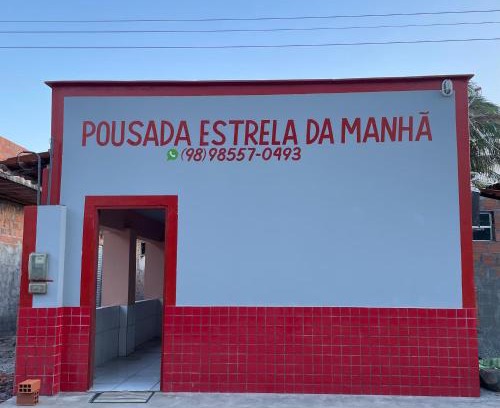 POUSADA ESTRELA DA MANHÃ
(98) 98557-0493